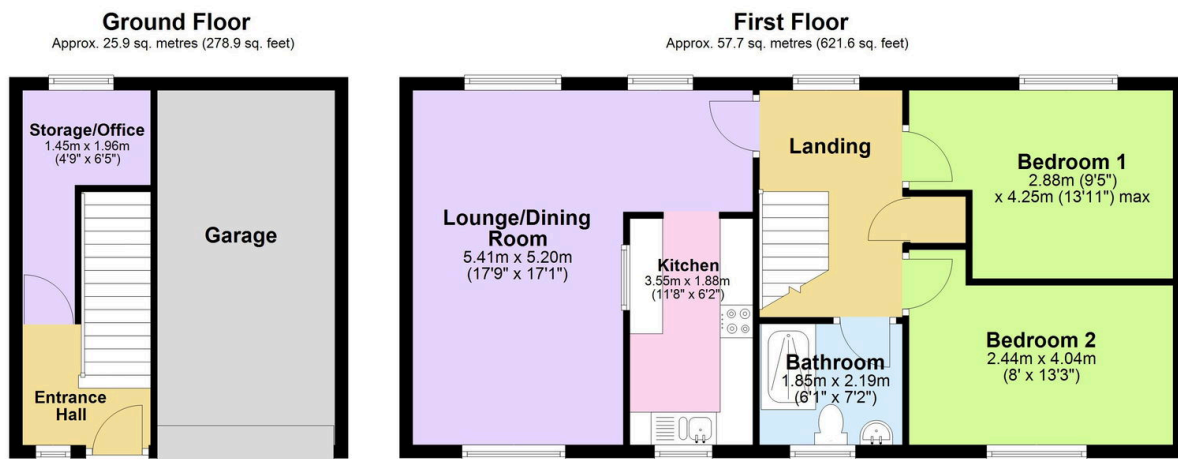 Ground Floor
Approx. 25.9 sq. metres (278.9 sq. feet)
Storage/Office
1.45m x 1.96m
(4'9" x 6'5")
Garage
Entrance
Hall
First Floor
Approx. 57.7 sq. metres (621.6 sq. feet)
Lounge/Dining
Room
5.41m x 5.20m
(17'9" x 17'1")
Kitchen
3.55m x 1.88m
(11'8" x 6'2")
Landing
Bathroom
1.85m x 2.19m
(6'1" x 7'2")
Bedroom 1
2.88m (9'5")
x 4.25m (13'11") max
Bedroom 2
2.44m x 4.04m
(8' x 13'3")